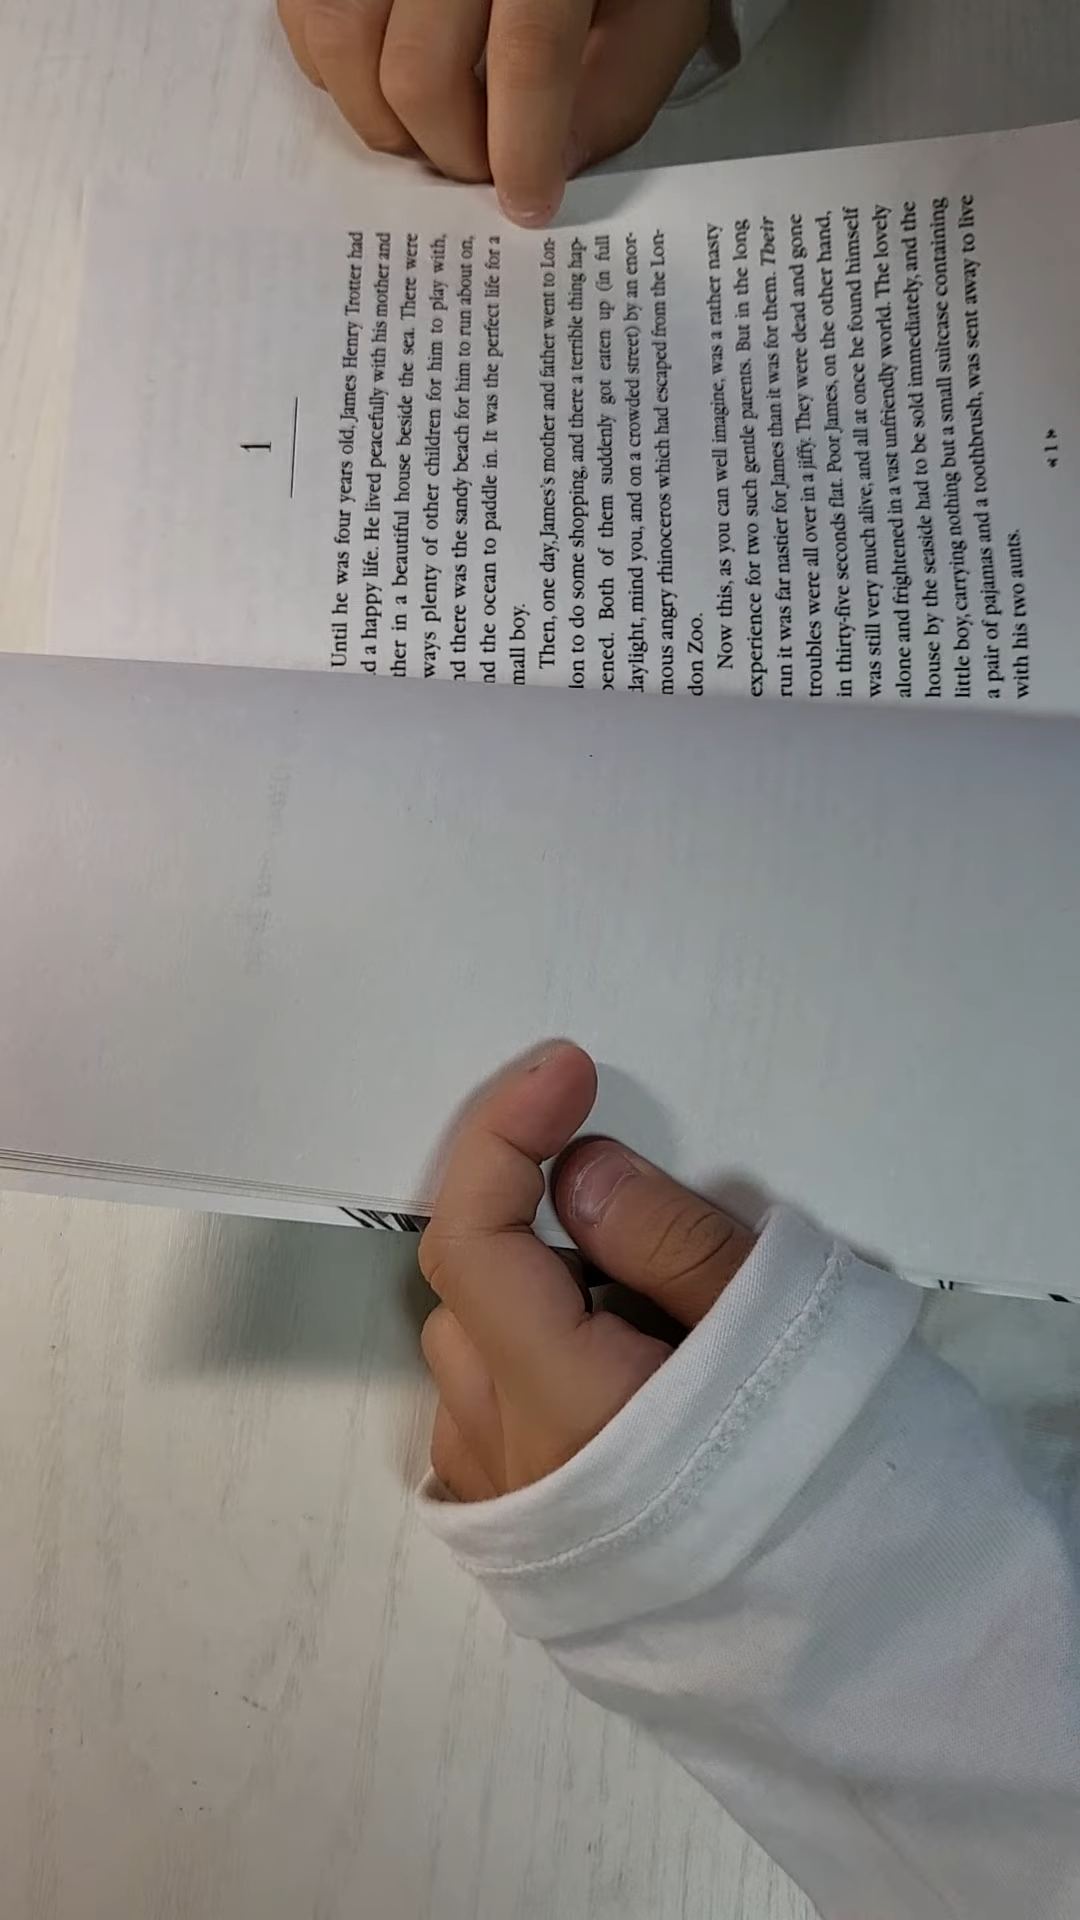 1
Until he was four years old, James Henry Trotter had
d a happy life. He lived peacefully with his mother and
ther in a beautiful house beside the sea. There were
ways plenty of other children for him to play with,
nd there was the sandy beach for him to run about on,
nd the ocean to paddle in. It was the perfect life for a
mall boy.
Then, one day, James's mother and father went to Lon-
lon to do some shopping, and there a terrible thing hap-
pened. Both of them suddenly got eaten up (in full
daylight, mind you, and on a crowded street) by an enor-
mous angry rhinoceros which had escaped from the Lon-
don Zoo.
Now this, as you can well imagine, was a rather nasty
experience for two such gentle parents. But in the long
run it was far nastier for James than it was for them. Their
troubles were all over in a jiffy. They were dead and gone
in thirty-five seconds flat. Poor James, on the other hand,
was still very much alive, and all at once he found himself
alone and frightened in a vast unfriendly world. The lovely
house by the seaside had to be sold immediately, and the
little boy, carrying nothing but a small suitcase containing
a pair of pajamas and a toothbrush, was sent away to live
with his two aunts.
« 1 »